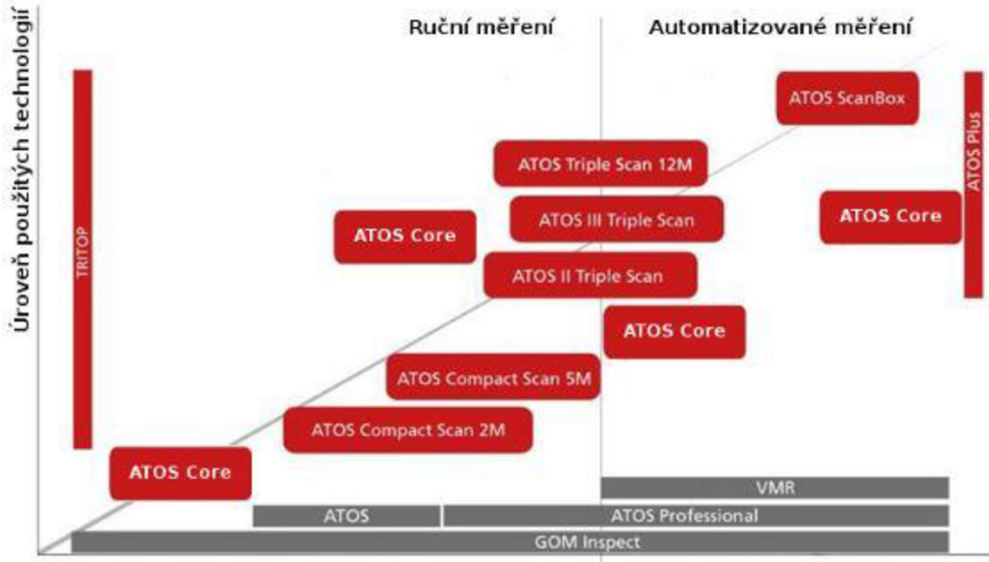 Ruční měření
Automatizované měření
Úroveň použitých technologií
TRITOP
ATOS ScanBox
ATOS Plus
ATOS Triple Scan 12M
ATOS III Triple Scan
ATOS Core
ATOS Core
ATOS II Triple Scan
ATOS Core
ATOS Compact Scan 5M
ATOS Compact Scan 2M
ATOS Core
VMR
ATOS
ATOS Professional
GOM Inspect